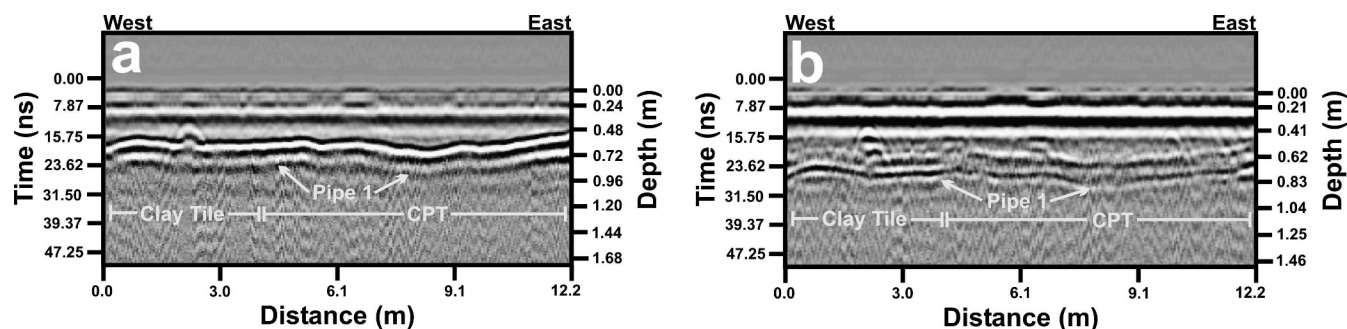 West East
a
Time (ns)
0.00
7.87
15.75
23.62
31.50
39.37
47.25
Depth (m)
0.00
0.24
0.48
0.72
0.96
1.20
1.44
1.68
Pipe 1
Clay Tile CPT
0.0 3.0 6.1 9.1 12.2
Distance (m)
West East
b
Time (ns)
0.00
7.87
15.75
23.62
31.50
39.37
47.25
Depth (m)
0.00
0.21
0.41
0.62
0.83
1.04
1.25
1.46
Pipe 1
Clay Tile CPT
0.0 3.0 6.1 9.1 12.2
Distance (m)